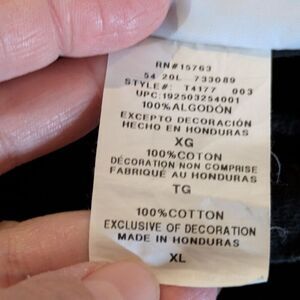 RN#15763
54 20L 733089
STYLE#: T4177 003
UPC:192503254001
100%ALGODÓN
EXCEPTO DECORACIÓN
HECHO EN HONDURAS
XG
100%COTON
DÉCORATION NON COMPRISE
FABRIQUÉ AU HONDURAS
TG
100%COTTON
EXCLUSIVE OF DECORATION
MADE IN HONDURAS
XL